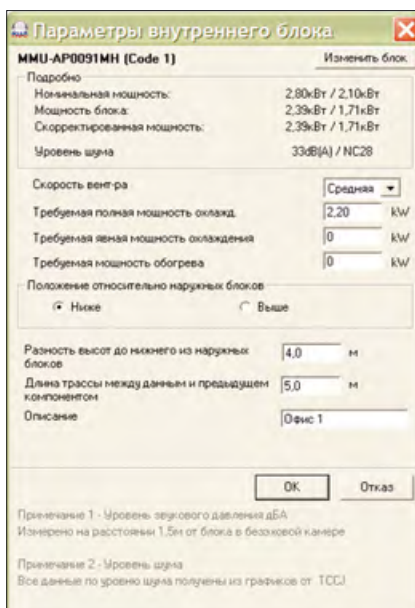 Параметры внутреннего блока
MMU-AP0091MH (Code 1)
Изменить блок
Подробно
Номинальная мощность: 2,80кВт / 2,10кВт
Мощность блока: 2,39кВт / 1,71кВт
Скорректированная мощность: 2,39кВт / 1,71кВт
Уровень шума 33dB(A) / NC28
Скорость вент-ра Средняя
Требуемая полная мощность охлажд. 2,20 kW
Требуемая явная мощность охлаждения 0 kW
Требуемая мощность обогрева 0 kW
Положение относительно наружных блоков
Ниже Выше
Разность высот до нижнего из наружных 4,0 м
блоков
Длина трассы между данным и предыдущем 5,0 м
компонентом
Описание Офис 1
OK Отказ
Примечание 1 - Уровень звукового давления дБА
Измерено на расстоянии 1,5м от блока в безэховой камере
Примечание 2 - Уровень шума
Все данные по уровню шума получены из графиков от TCCJ